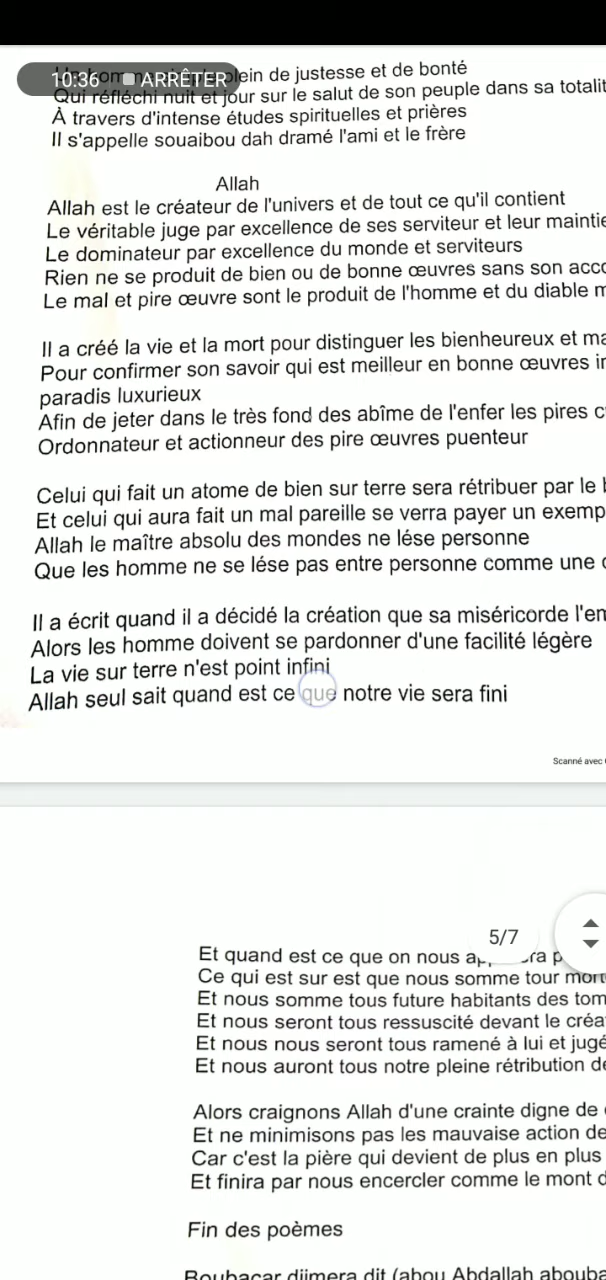 10:36 ARRÊTER
plein de justesse et de bonté
Qui réfléchi nuit et jour sur le salut de son peuple dans sa
À travers d'intense études spirituelles et prières
Il s'appelle souaibou dah dramé l'ami et le frère
Allah
Allah est le créateur de l'univers et de tout ce qu'il contient
Le véritable juge par excellence de ses serviteur et leur
Le dominateur par excellence du monde et serviteurs
Rien ne se produit de bien ou de bonne œuvres sans son
Le mal et pire œuvre sont le produit de l'homme et du diable
Il a créé la vie et la mort pour distinguer les bienheureux et
Pour confirmer son savoir qui est meilleur en bonne œuvres
paradis luxurieux
Afin de jeter dans le très fond des abîme de l'enfer les pires
Ordonnateur et actionneur des pire œuvres puenteur
Celui qui fait un atome de bien sur terre sera rétribuer par le
Et celui qui aura fait un mal pareille se verra payer un
Allah le maître absolu des mondes ne lése personne
Que les homme ne se lése pas entre personne comme une
Il a écrit quand il a décidé la création que sa miséricorde
Alors les homme doivent se pardonner d'une facilité légère
La vie sur terre n'est point infini
Allah seul sait quand est ce que notre vie sera fini
Scanné avec
5/7
Et quand est ce que on nous
Ce qui est sur est que nous somme tour
Et nous somme tous future habitants des
Et nous seront tous ressuscité devant le
Et nous nous seront tous ramené à lui et jugé
Et nous auront tous notre pleine rétribution
Alors craignons Allah d'une crainte digne de
Et ne minimisons pas les mauvaise action
Car c'est la pière qui devient de plus en plus
Et finira par nous encercler comme le mont
Fin des poèmes
Boubacar djimera dit (abou Abdallah